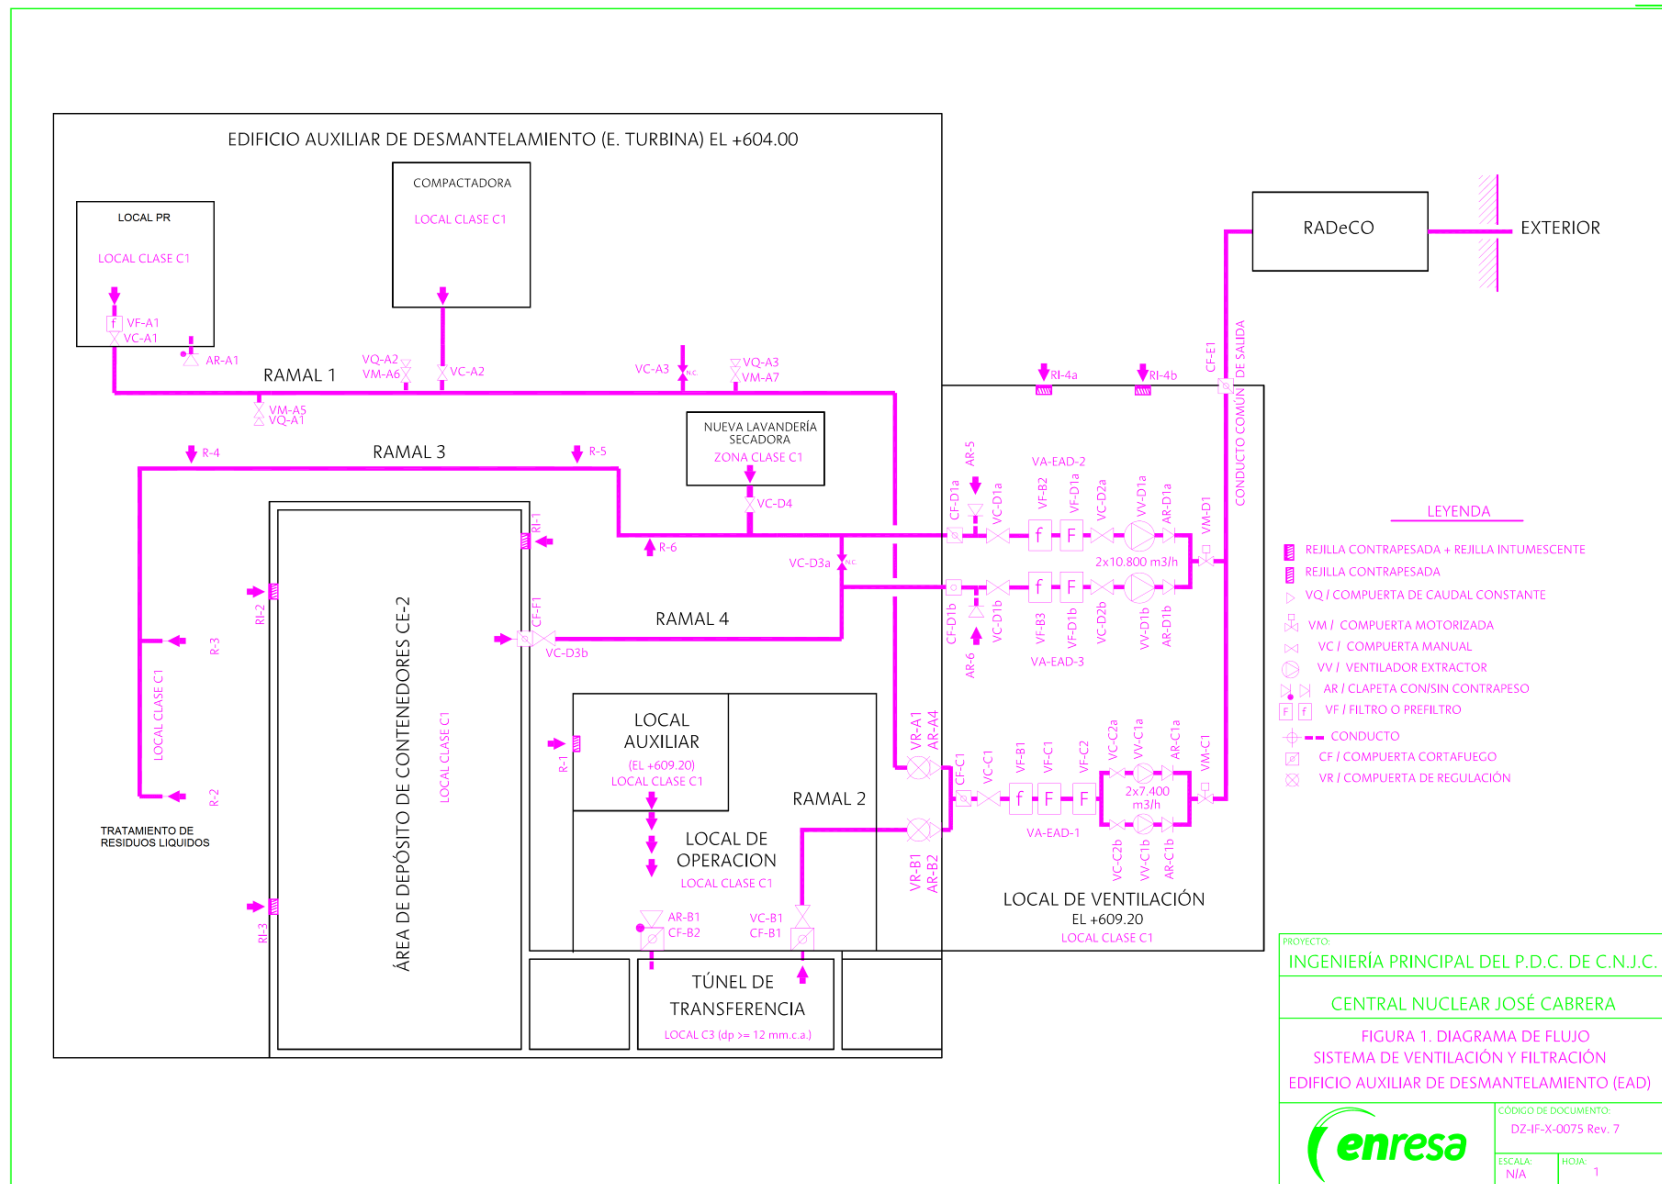 EDIFICIO AUXILIAR DE DESMANTELAMIENTO (E. TURBINA) EL +604.00
LOCAL PR
LOCAL CLASE C1
VF-A1
f
VC-A1
AR-A1
COMPACTADORA
LOCAL CLASE C1
RAMAL 1
VQ-A2
VM-A6
VC-A2
VC-A3
N.C.
VQ-A3
VM-A7
VM-A5
VQ-A1
R-4
RAMAL 3
R-5
NUEVA LAVANDERÍA
SECADORA
ZONA CLASE C1
VC-D4
R-6
RI-1
RI-2
RI-3
R-3
R-2
LOCAL CLASE C1
TRATAMIENTO DE
RESIDUOS LIQUIDOS
ÁREA DE DEPÓSITO DE CONTENEDORES CE-2
LOCAL CLASE C1
CF-F1
VC-D3b
RAMAL 4
VC-D3a
N.C.
R-1
LOCAL
AUXILIAR
(EL +609.20)
LOCAL CLASE C1
RAMAL 2
LOCAL DE
OPERACION
LOCAL CLASE C1
AR-B1
CF-B2
VC-B1
CF-B1
TÚNEL DE
TRANSFERENCIA
LOCAL C3 (dp >= 12 mm.c.a.)
VR-A1
AR-A4
VR-B1
AR-B2
RI-4a
RI-4b
CF-E1
CONDUCTO COMÚN DE SALIDA
RADeCO
EXTERIOR
AR-5
VA-EAD-2
CF-D1a
VC-D1a
VF-B2
VF-D1a
VC-D2a
VV-D1a
AR-D1a
VM-D1
f
F
2x10.800 m3/h
f
F
CF-D1b
AR-6
VC-D1b
VF-B3
VF-D1b
VC-D2b
VV-D1b
AR-D1b
VA-EAD-3
CF-C1
VC-C1
VF-B1
VF-C1
VF-C2
VC-C2a
VV-C1a
AR-C1a
VM-C1
f
F
F
2x7.400
m3/h
VA-EAD-1
VC-C2b
VV-C1b
AR-C1b
LOCAL DE VENTILACIÓN
EL +609.20
LOCAL CLASE C1
LEYENDA
REJILLA CONTRAPESADA + REJILLA INTUMESCENTE
REJILLA CONTRAPESADA
VQ / COMPUERTA DE CAUDAL CONSTANTE
VM / COMPUERTA MOTORIZADA
VC / COMPUERTA MANUAL
VV / VENTILADOR EXTRACTOR
AR / CLAPETA CON/SIN CONTRAPESO
F f VF / FILTRO O PREFILTRO
CONDUCTO
CF / COMPUERTA CORTAFUEGO
VR / COMPUERTA DE REGULACIÓN
PROYECTO:
INGENIERÍA PRINCIPAL DEL P.D.C. DE C.N.J.C.
CENTRAL NUCLEAR JOSÉ CABRERA
FIGURA 1. DIAGRAMA DE FLUJO
SISTEMA DE VENTILACIÓN Y FILTRACIÓN
EDIFICIO AUXILIAR DE DESMANTELAMIENTO (EAD)
enresa
CÓDIGO DE DOCUMENTO:
DZ-IF-X-0075 Rev. 7
ESCALA:
N/A
HOJA:
1